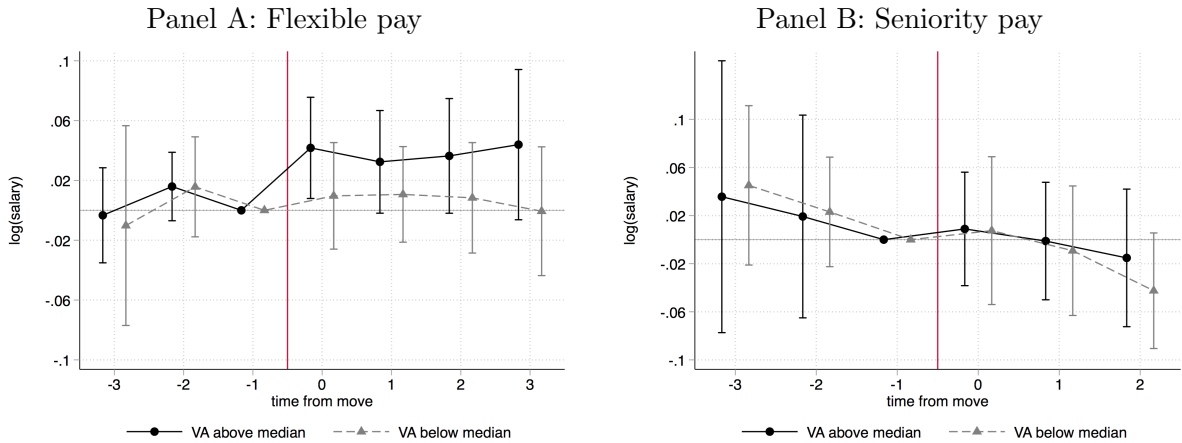 Panel A: Flexible pay
.1
.06
.02
-.02
-.06
-.1
log(salary)
-3 -2 -1 0 1 2 3
time from move
VA above median VA below median
Panel B: Seniority pay
.1
.06
.02
-.02
-.06
-.1
log(salary)
-3 -2 -1 0 1 2
time from move
VA above median VA below median